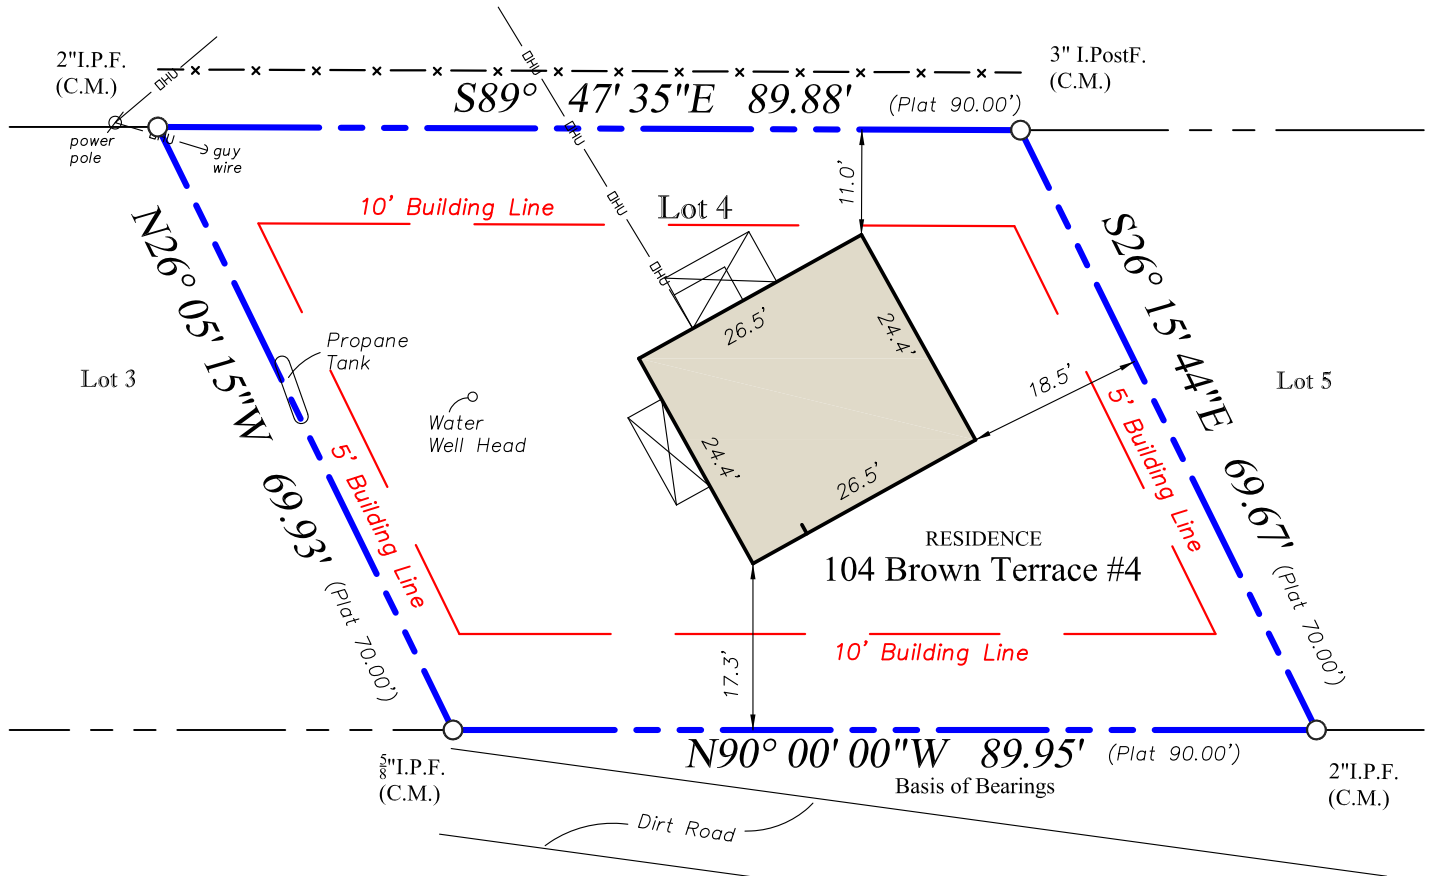 2"I.P.F.
(C.M.)
3" I.PostF.
(C.M.)
OHU
OHU
S89° 47' 35"E 89.88' (Plat 90.00')
power
pole
OHU
guy
wire
OHU
11.0'
OHU
10' Building Line
Lot 4
N26° 05' 15"W 69.93' (Plat 70.00')
S26° 15' 44"E 69.67' (Plat 70.00')
OHU
26.5'
24.4'
Propane
Tank
Lot 3
Lot 5
18.5'
Water
Well Head
5' Building Line
5' Building Line
24.4'
26.5'
RESIDENCE
104 Brown Terrace #4
10' Building Line
17.3'
N90° 00' 00"W 89.95' (Plat 90.00')
Basis of Bearings
5/8"I.P.F.
(C.M.)
2"I.P.F.
(C.M.)
Dirt Road